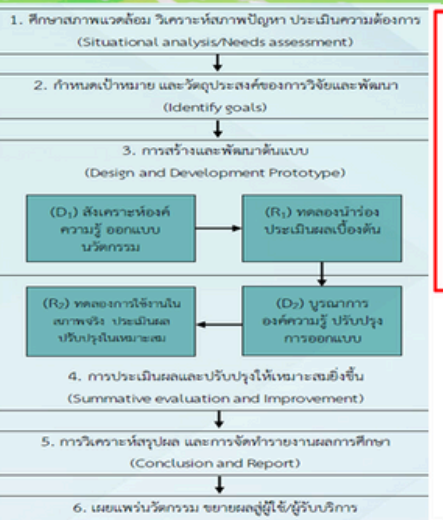 1. ศึกษาสภาพแวดล้อม วิเคราะห์สภาพปัญหา ประเมินความต้องการ
(Situational analysis/Needs assessment)
2. กำหนดเป้าหมาย และวัตถุประสงค์ของการวิจัยและพัฒนา
(Identify goals)
3. การสร้างและพัฒนาต้นแบบ
(Design and Development Prototype)
(D₁) สังเคราะห์องค์
ความรู้ ออกแบบ
นวัตกรรม
(R₁) ทดลองนำร่อง
ประเมินผลเบื้องต้น
(R₂) ทดลองการใช้งานใน
สภาพจริง ประเมินผล
ปรับปรุงในเหมาะสม
(D₂) บูรณาการ
องค์ความรู้ ปรับปรุง
การออกแบบ
4. การประเมินผลและปรับปรุงให้เหมาะสมยิ่งขึ้น
(Summative evaluation and Improvement)
5. การวิเคราะห์สรุปผล และการจัดทำรายงานผลการศึกษา
(Conclusion and Report)
6. เผยแพร่นวัตกรรม ขยายผลสู่ผู้ใช้/ผู้รับบริการ